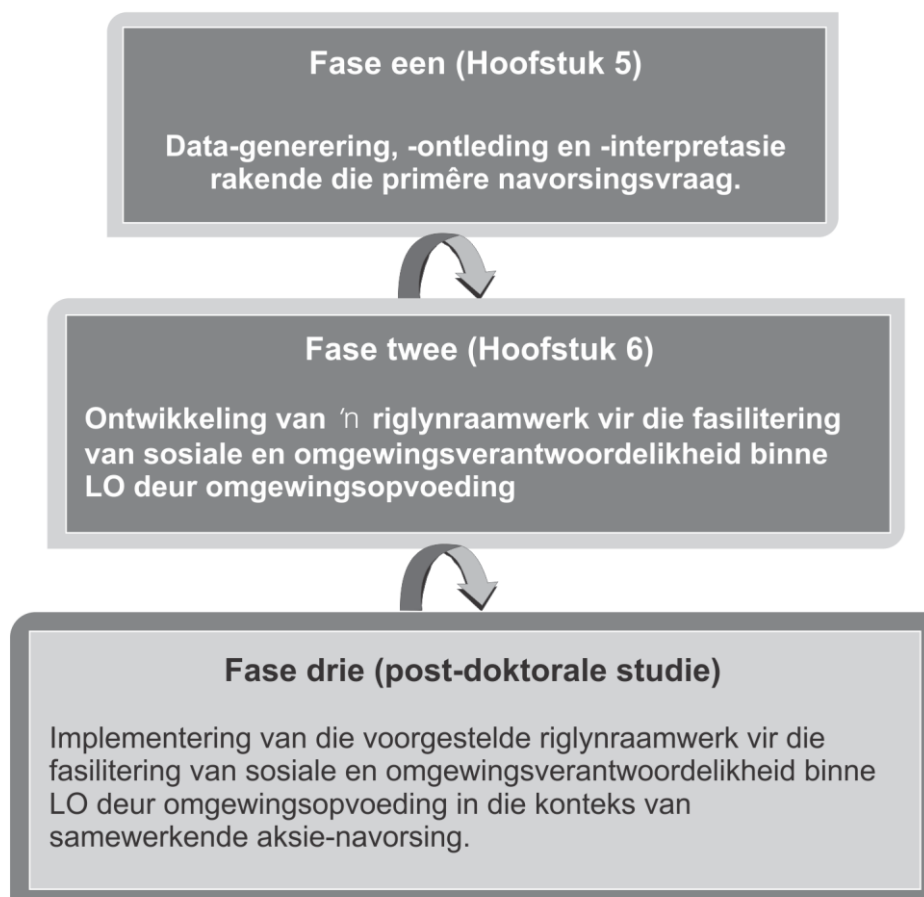 Fase een (Hoofstuk 5)
Data-generering, -ontleding en -interpretasie
rakende die primêre navorsingsvraag.
Fase twee (Hoofstuk 6)
Ontwikkeling van 'n riglynraamwerk vir die fasilitering
van sosiale en omgewingsverantwoordelikheid binne
LO deur omgewingsopvoeding
Fase drie (post-doktorale studie)
Implementering van die voorgestelde riglynraamwerk vir die
fasilitering van sosiale en omgewingsverantwoordelikheid binne
LO deur omgewingsopvoeding in die konteks van
samewerkende aksie-navorsing.